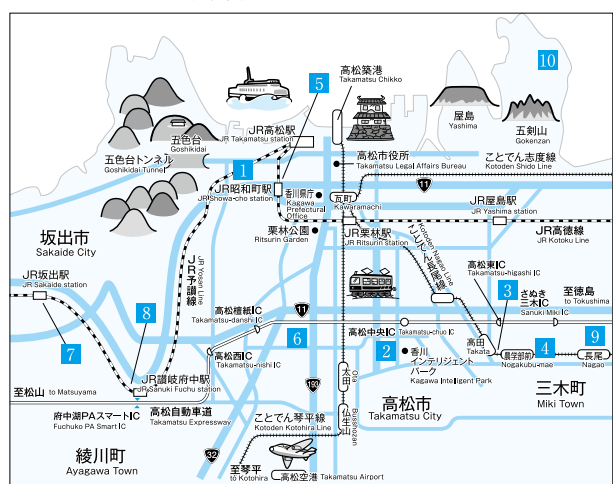 高松築港
Takamatsu Chikko
10
5
屋島
Yashima
五剣山
Gokenzan
JR高松駅
JR Takamatsu station
五色台
Goshikidai
五色台トンネル
Goshikidai Tunnel
1
高松市役所
Takamatsu Legal Affairs Bureau
ことでん志度線
Kotoden Shido Line
11
JR昭和町駅
JR Showa-cho station
香川県庁
Kagawa
Prefectural
Office
瓦町
Kawaramachi
JR屋島駅
JR Yashima station
栗林公園
Ritsurin Garden
JR栗林駅
JR Ritsurin station
JR高徳線
JR Kotoku Line
坂出市
Sakaide City
JR予讃線
JR Yosan Line
ことでん長尾線
Kotoden Nagao Line
JR坂出駅
JR Sakaide station
高松東IC
Takamatsu-higashi IC
さぬき
三木IC
Sanuki Miki IC
至徳島
to Tokushima
高松檀紙IC
Takamatsu-danshi IC
11
8
7
6
高松中央IC
Takamatsu-chuo IC
3
高松西IC
Takamatsu-nishi IC
2
香川
インテリジェント
パーク
Kagawa Inteligent Park
高田
Takata
農学部前
Nogakubu-mae
4
9
長尾
Nagao
太田
Ota
JR讃岐府中駅
JR Sanuki Fuchu station
193
至松山 to Matsuyama
府中湖PAスマートIC
Fuchuko PA Smart IC
高松自動車道
Takamatsu Expressway
ことでん琴平線
Kotoden Kotohira Line
仏生山
Busshozan
高松市
Takamatsu City
三木町
Miki Town
綾川町
Ayagawa Town
32
至琴平
to Kotohira
高松空港 Takamatsu Airport